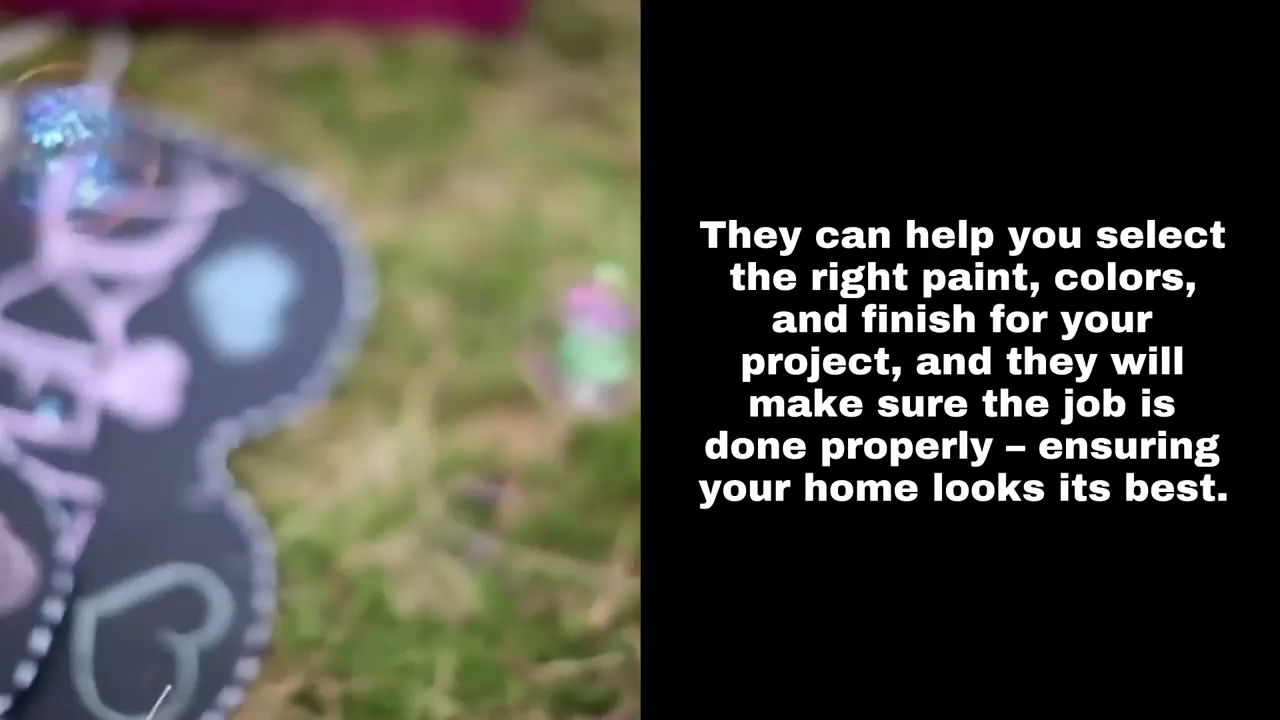 They can help you select
the right paint, colors,
and finish for your
project, and they will
make sure the job is
done properly – ensuring
your home looks its best.